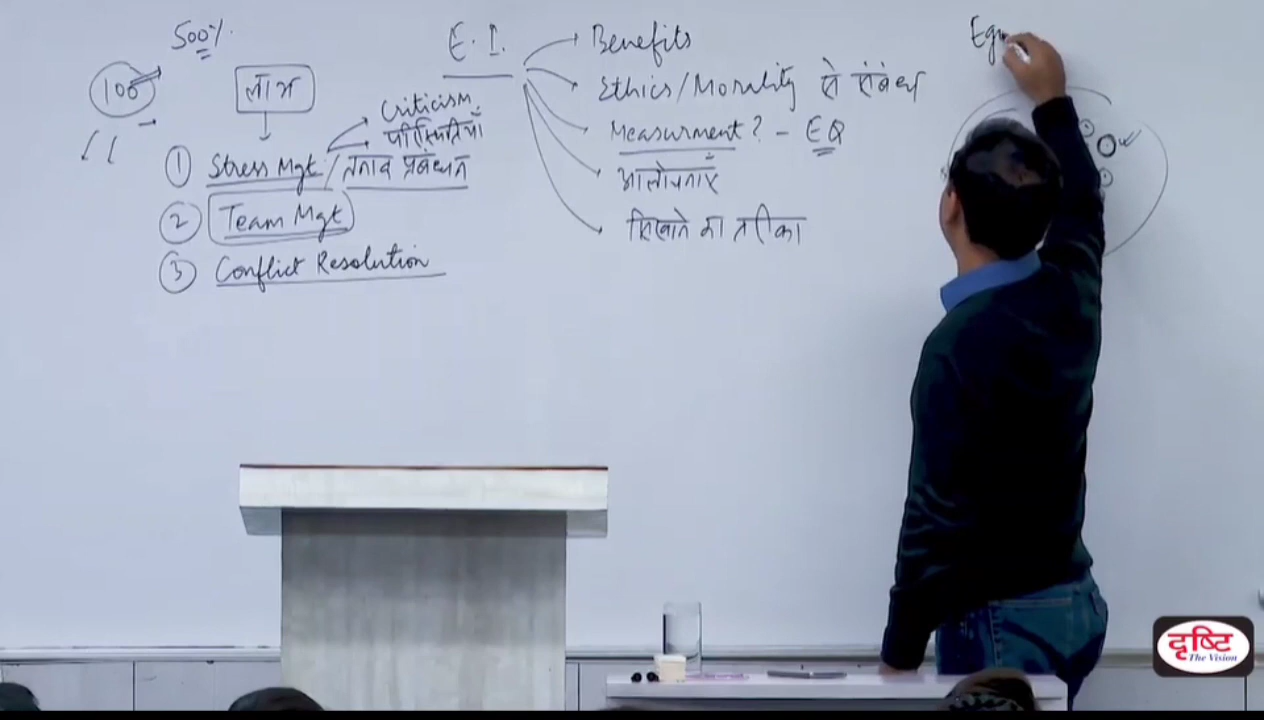 500%
100
लाभ
① Stress Mgt / तनाव प्रबंधन
Criticism
परिस्थितियाँ
② Team Mgt
③ Conflict Resolution
E.I.
Benefits
Ethics/Morality से संबंध
Measurment? - EQ
आलोचनाएँ
सिखाने का तरीका
दृष्टि
The Vision